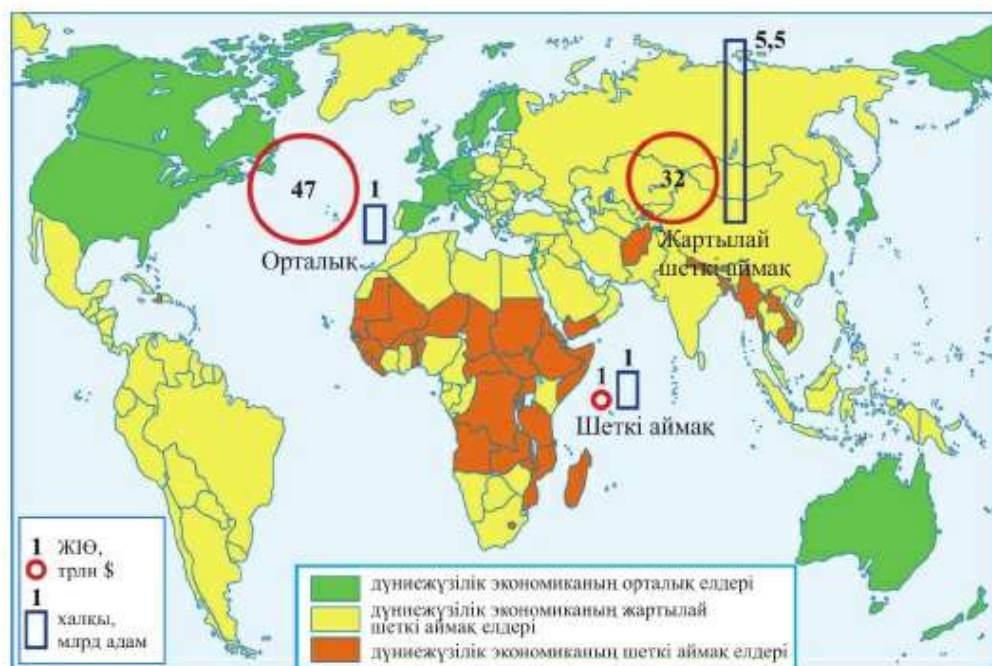 5,5
47
1
32
Орталық
Жартылай
шеткі аймақ
1
1
Шеткі аймақ
1 ЖІӨ,
трлн $
1
халқы,
млрд адам
дүниежүзілік экономиканың орталық елдері
дүниежүзілік экономиканың жартылай
шеткі аймақ елдері
дүниежүзілік экономиканың шеткі аймақ елдері